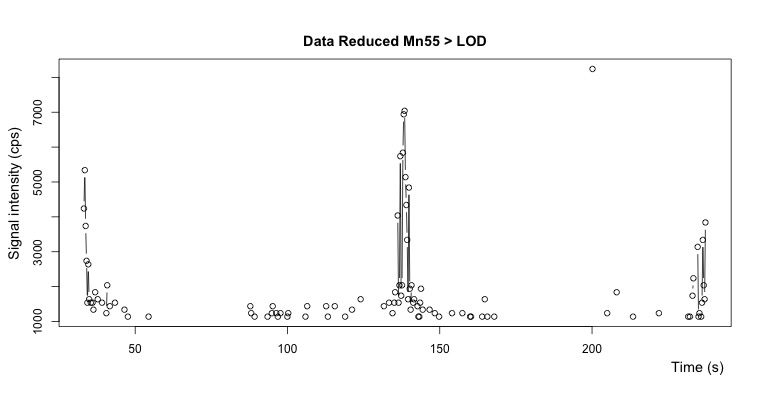 Data Reduced Mn55 > LOD
Signal intensity (cps)
7000
5000
3000
1000
50 100 150 200
Time (s)